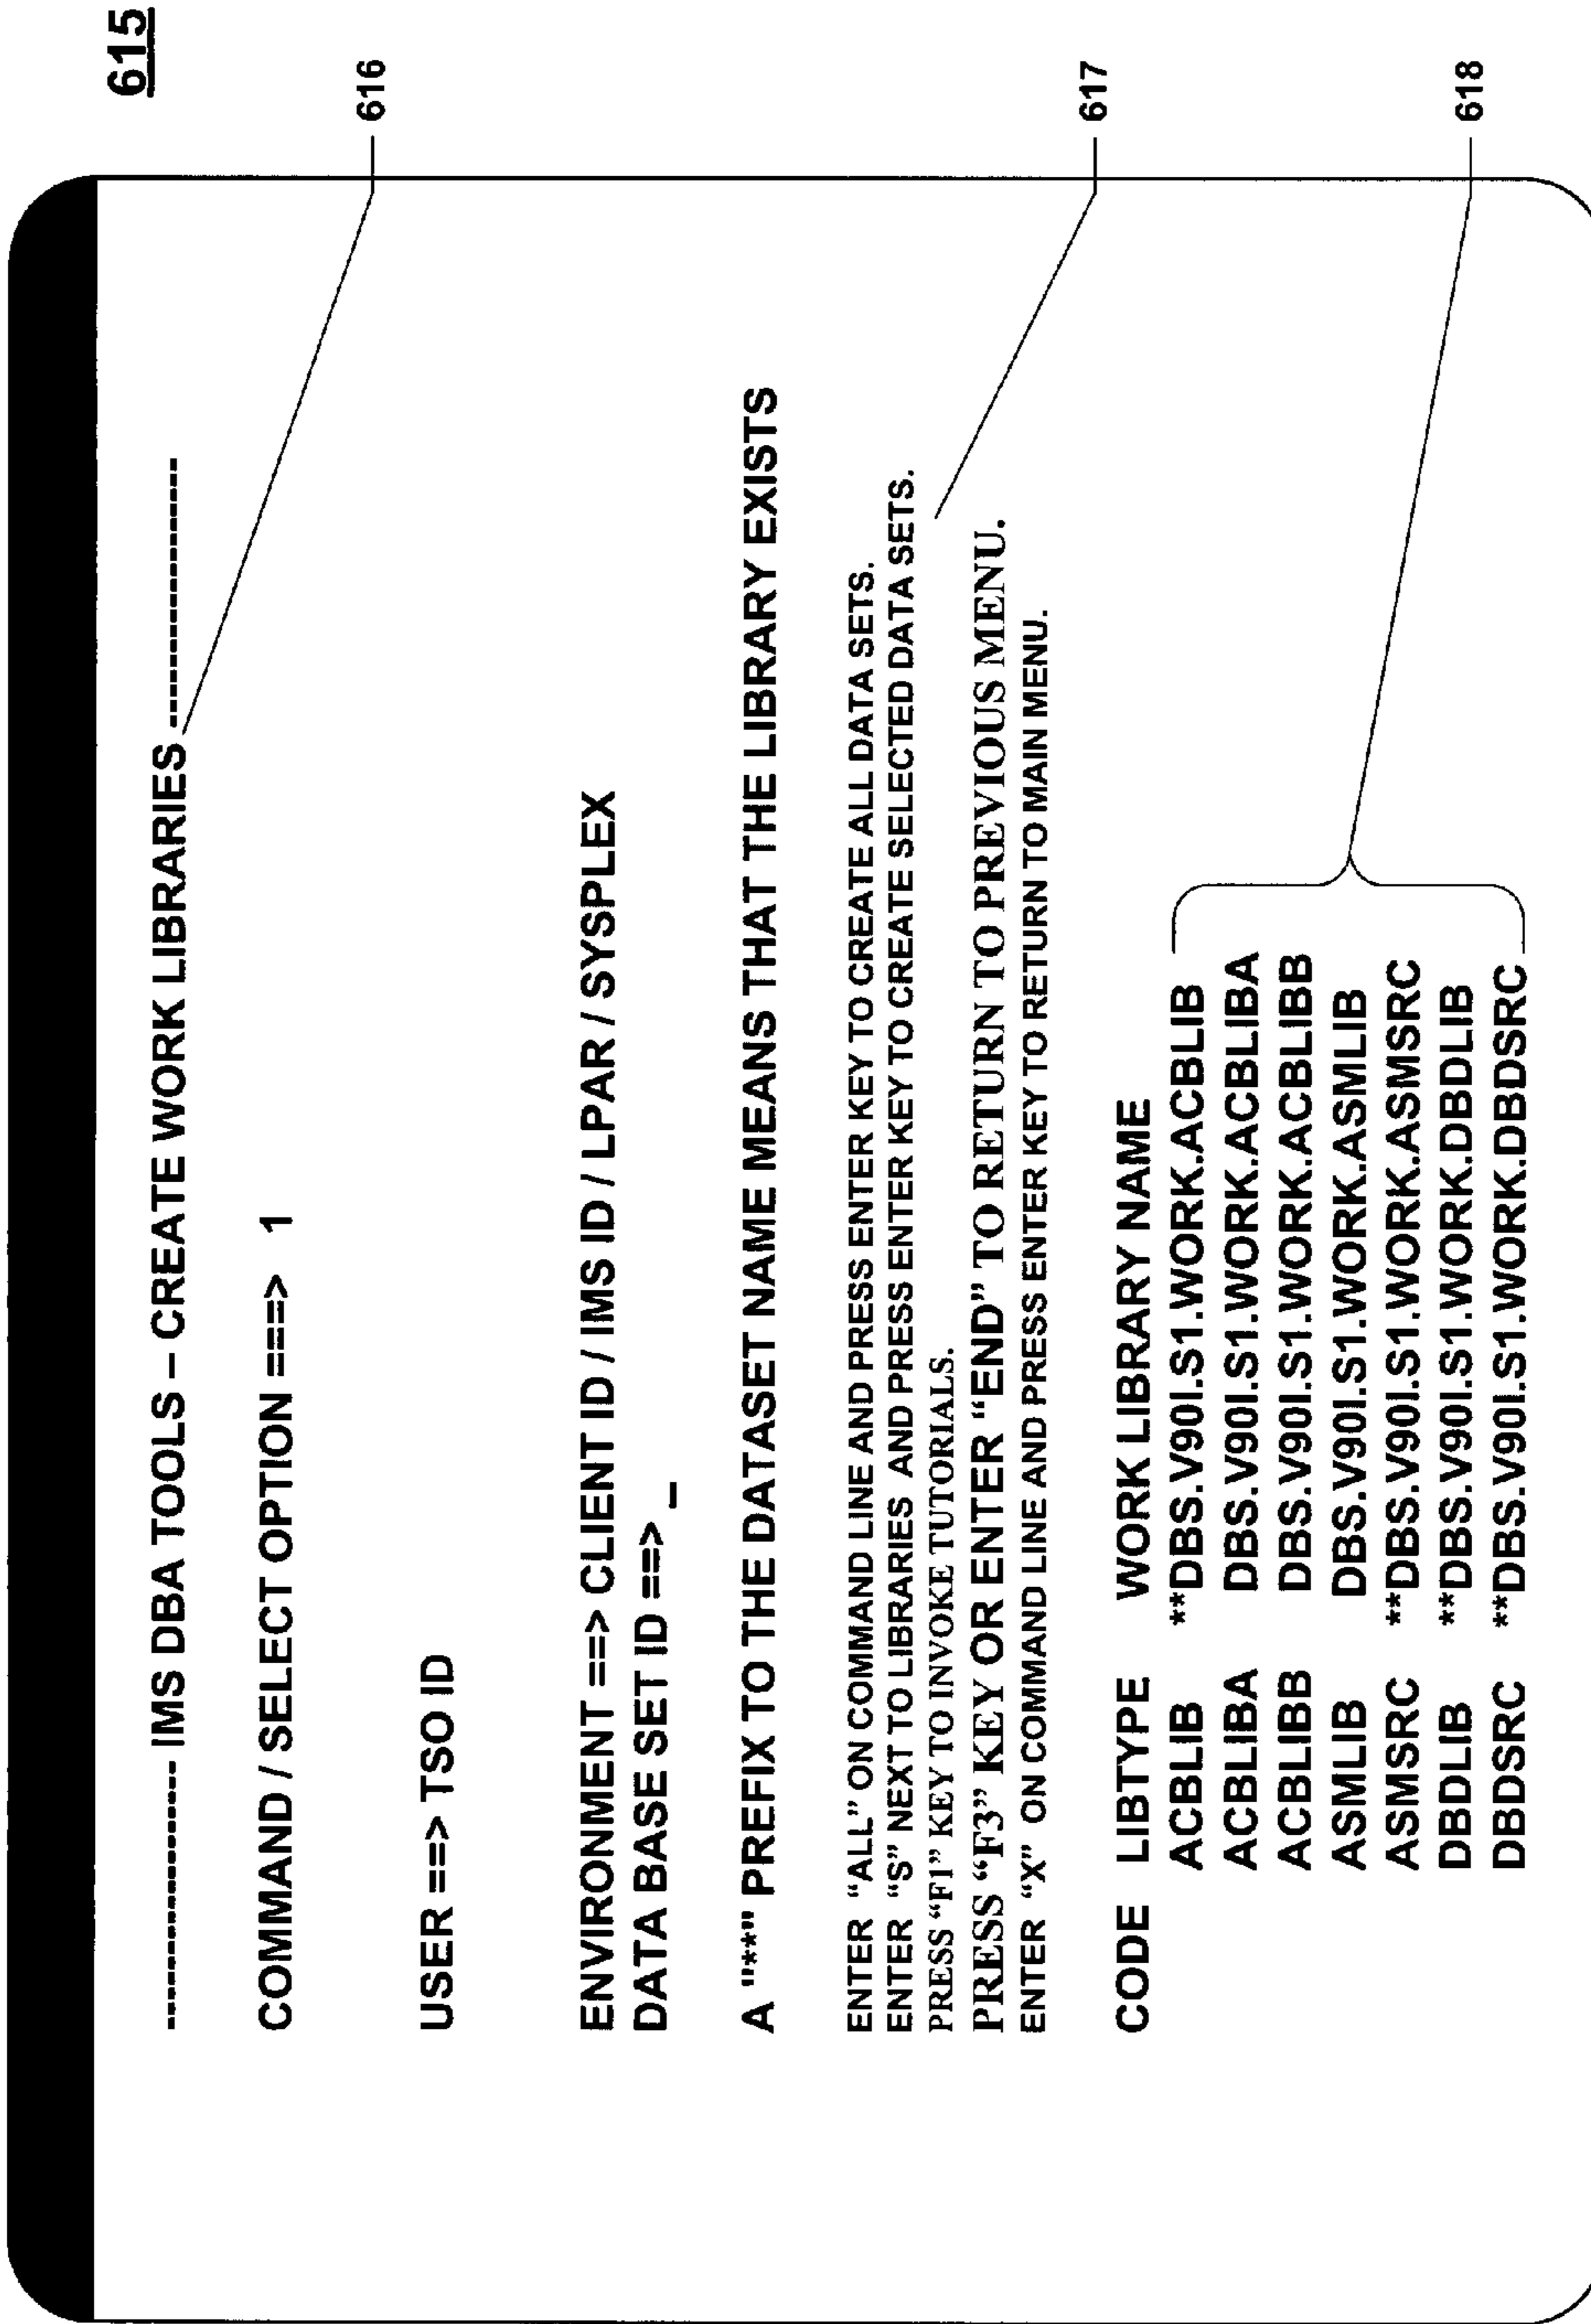 615
------------------- IMS DBA TOOLS – CREATE WORK LIBRARIES -------------------
616
COMMAND / SELECT OPTION ===> 1
USER ==> TSO ID
ENVIRONMENT ==> CLIENT ID / IMS ID / IMS ID / LPAR / SYSPLEX
DATA BASE SET ID ==> _
A "**" PREFIX TO THE DATASET NAME MEANS THAT THE LIBRARY EXISTS
ENTER “ALL” ON COMMAND LINE AND PRESS ENTER KEY TO CREATE ALL DATA SETS.
ENTER “S” NEXT TO LIBRARIES AND PRESS ENTER KEY TO CREATE SELECTED DATA SETS.
PRESS “F1” KEY TO INVOKE TUTORIALS.
PRESS “F3” KEY OR ENTER “END” TO RETURN TO PREVIOUS MENU.
ENTER “X” ON COMMAND LINE AND PRESS ENTER KEY TO RETURN TO MAIN MENU.
617
CODE LIBTYPE WORK LIBRARY NAME
ACBLIB **DBS.V90I.S1.WORK.ACBLIB
ACBLIBA DBS.V90I.S1.WORK.ACBLIBA
ACBLIBB DBS.V90I.S1.WORK.ACBLIBB
ASMLIB DBS.V90I.S1.WORK.ASMLIB
ASMSRC **DBS.V90I.S1.WORK.ASMSRC
DBDLIB **DBS.V90I.S1.WORK.DBDLIB
DBDSRC **DBS.V90I.S1.WORK.DBDSRC
618